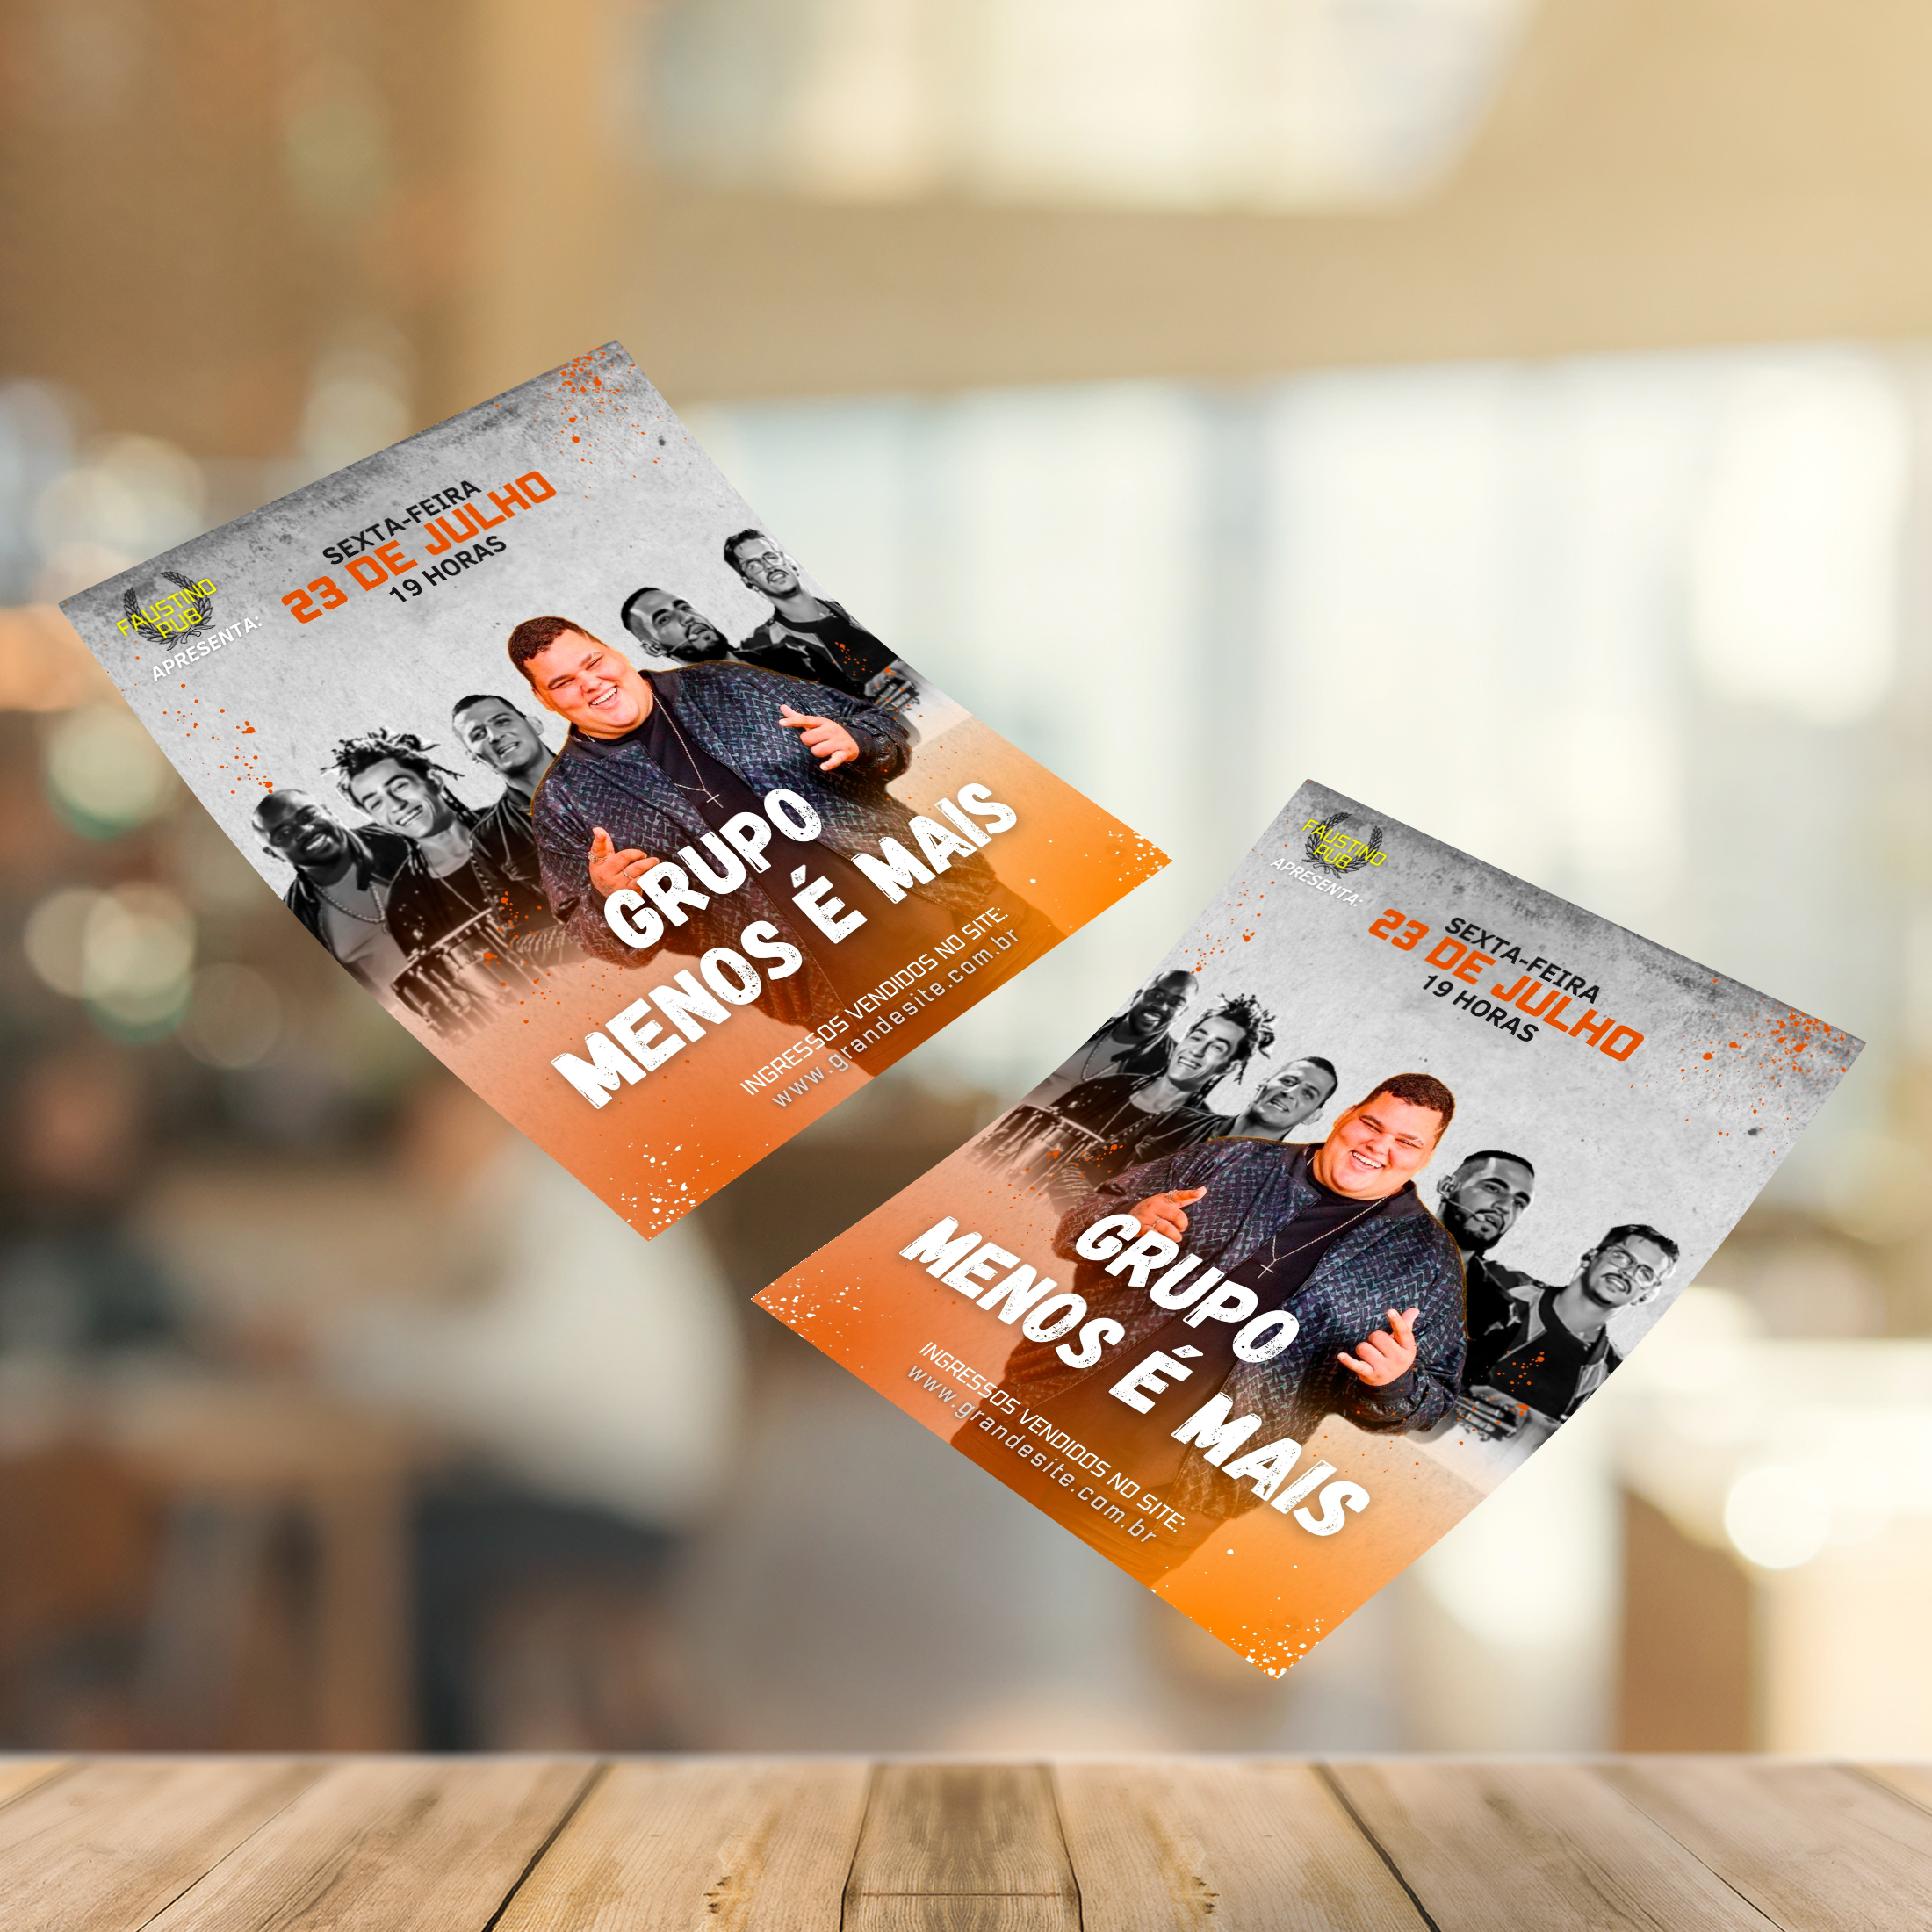 FAUSTINO
PUB
APRESENTA:
SEXTA-FEIRA
23 DE JULHO
19 HORAS
GRUPO
MENOS É MAIS
INGRESSOS VENDIDOS NO SITE:
www.grandesite.com.br
FAUSTINO
PUB
APRESENTA:
SEXTA-FEIRA
23 DE JULHO
19 HORAS
GRUPO
MENOS É MAIS
INGRESSOS VENDIDOS NO SITE:
www.grandesite.com.br